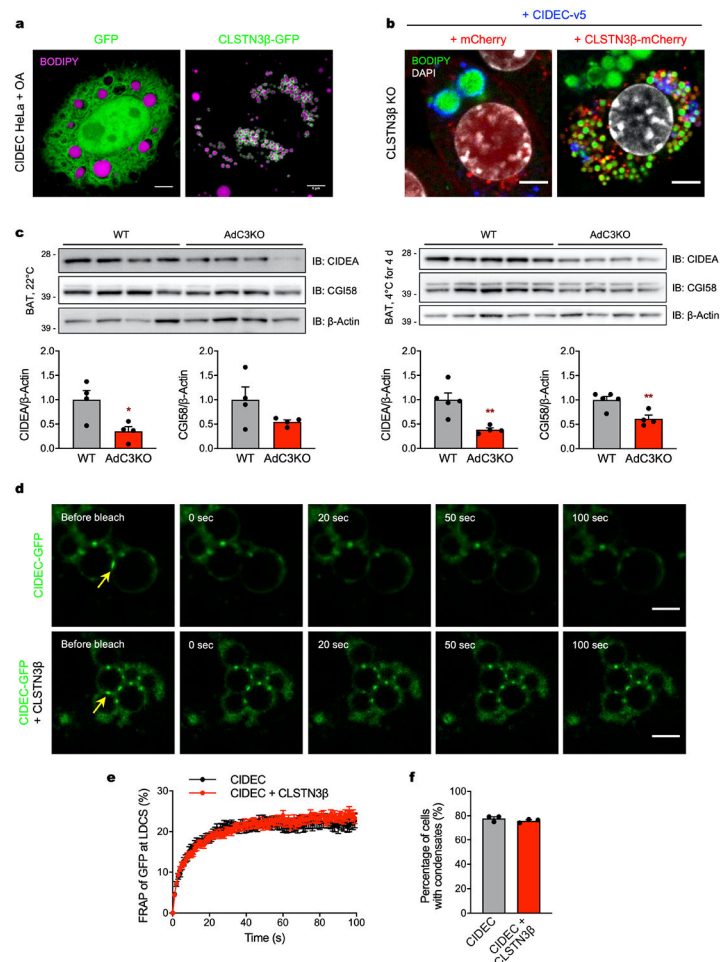 a
GFP
CLSTN3β-GFP
BODIPY
CIDEC HeLa + OA
5 μm
b
+ CIDEC-v5
+ mCherry
+ CLSTN3β-mCherry
BODIPY
DAPI
CLSTN3β KO
c
WT
AdC3KO
BAT, 22°C
28 -
IB: CIDEA
IB: CGI58
39 -
39 -
IB: β-Actin
WT
AdC3KO
BAT, 4°C for 4 d
28 -
IB: CIDEA
IB: CGI58
39 -
39 -
IB: β-Actin
CIDEA/β-Actin
2.0
1.5
1.0
0.5
0.0
*
WT AdC3KO
CGI58/β-Actin
2.0
1.5
1.0
0.5
0.0
WT AdC3KO
CIDEA/β-Actin
2.0
1.5
1.0
0.5
0.0
**
WT AdC3KO
CGI58/β-Actin
2.0
1.5
1.0
0.5
0.0
**
WT AdC3KO
d
CIDEC-GFP
Before bleach
0 sec
20 sec
50 sec
100 sec
CIDEC-GFP
+ CLSTN3β
Before bleach
0 sec
20 sec
50 sec
100 sec
e
CIDEC
CIDEC + CLSTN3β
FRAP of GFP at LDCS (%)
30
20
10
0
0 20 40 60 80 100
Time (s)
f
Percentage of cells
with condensates (%)
100
80
60
40
20
0
CIDEC
CIDEC +
CLSTN3β